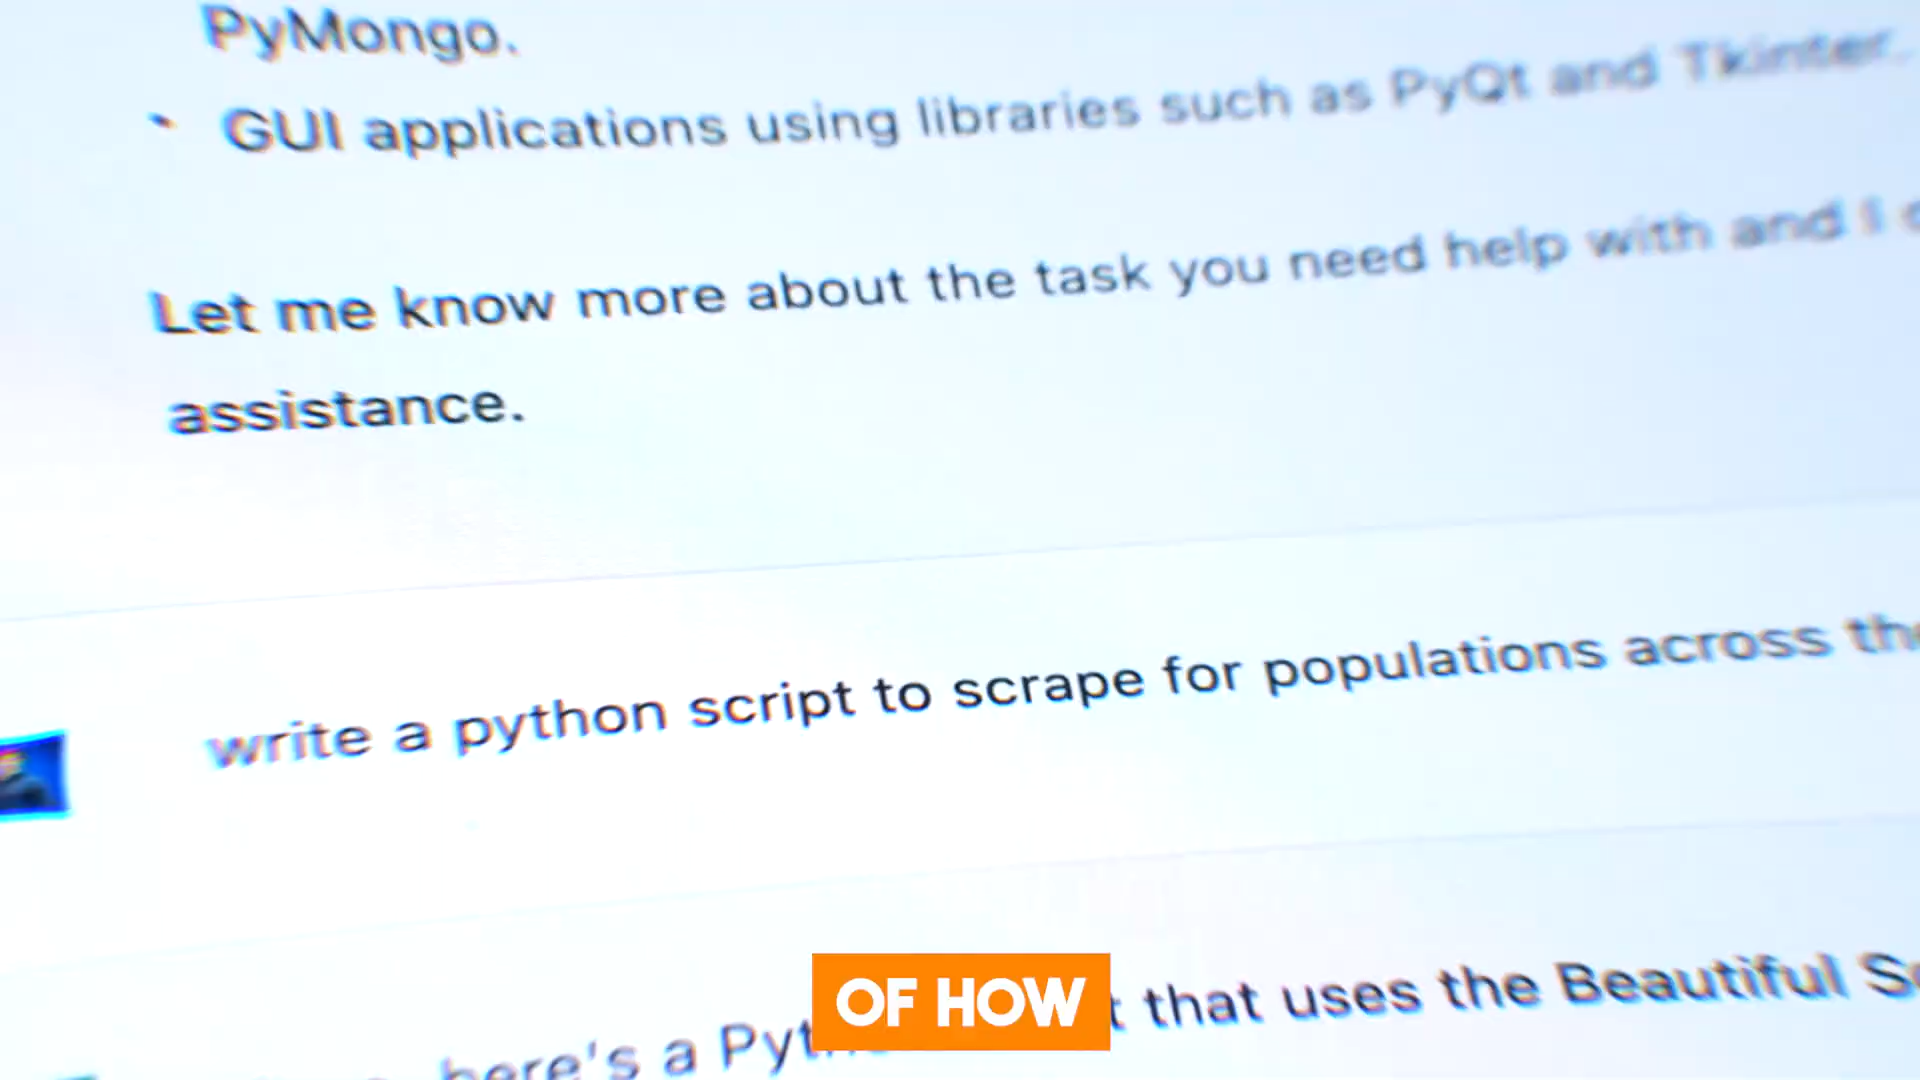 PyMongo.
GUI applications using libraries such as PyQt and Tkinter.
Let me know more about the task you need help with and I
assistance.
write a python script to scrape for populations across
here's a that uses the Beautiful
OF HOW